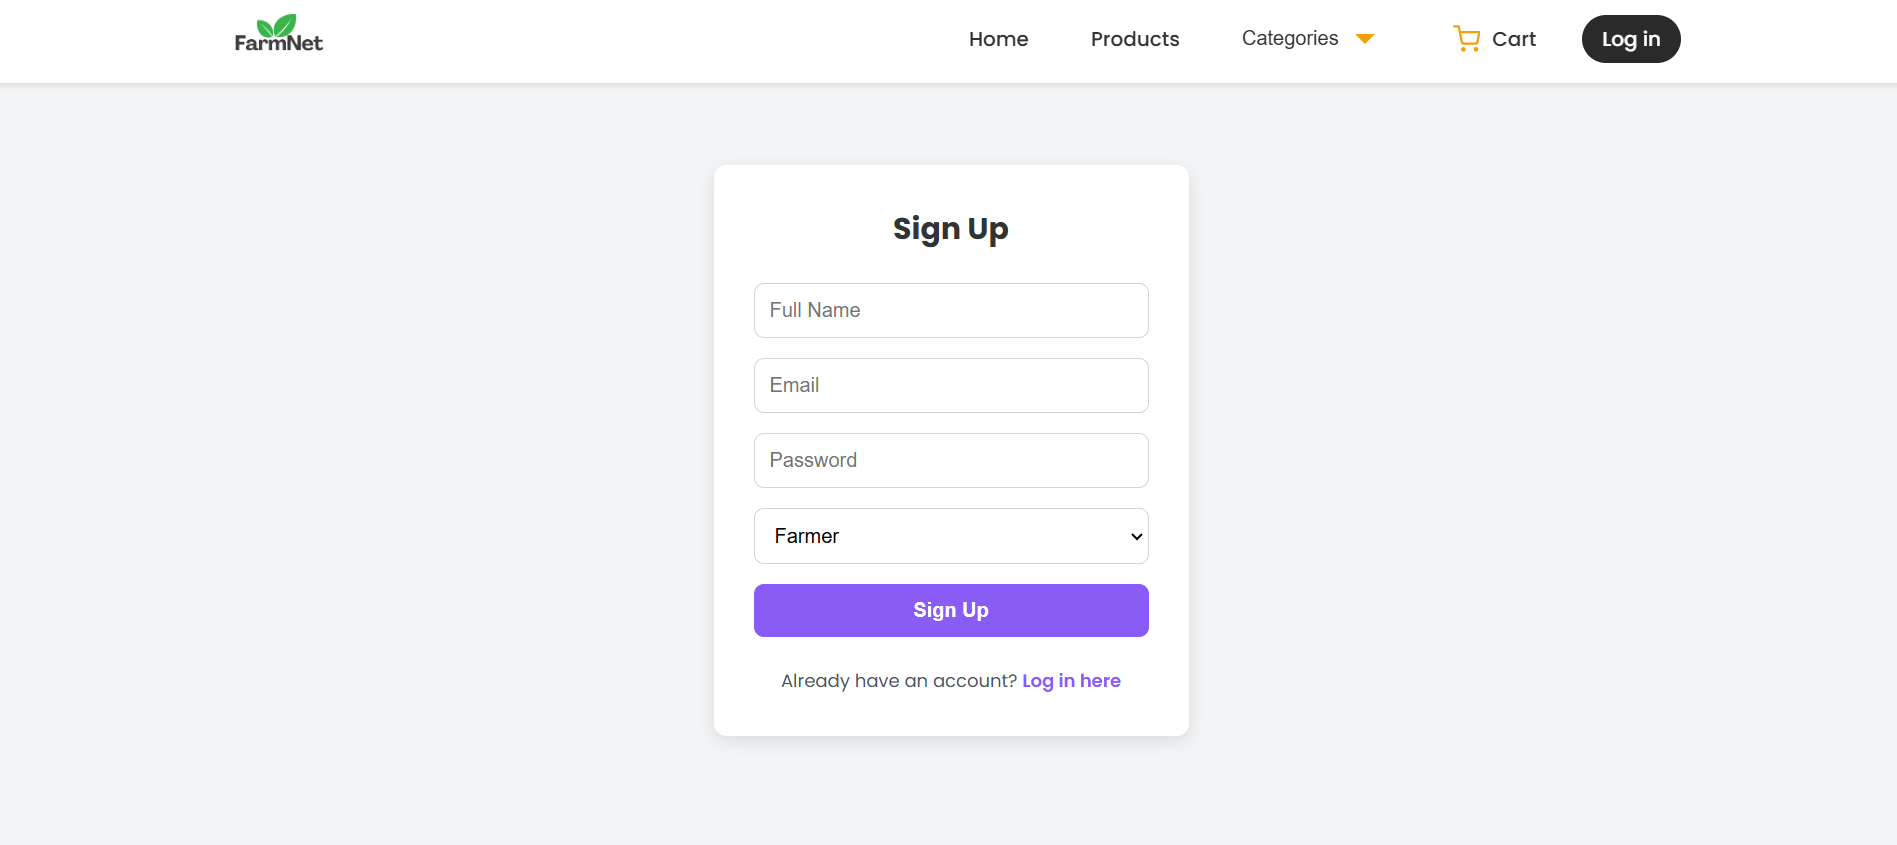 FarmNet
Home Products Categories Cart Log in
Sign Up
Full Name
Email
Password
Farmer
Sign Up
Already have an account? Log in here